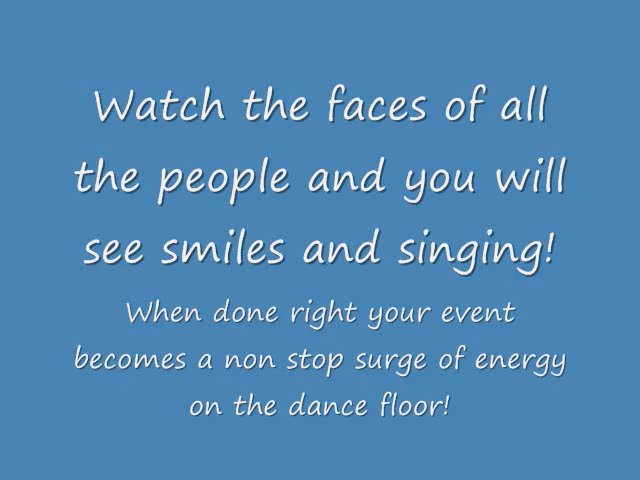 Watch the faces of all
the people and you will
see smiles and singing!
When done right your event
becomes a non stop surge of energy
on the dance floor!